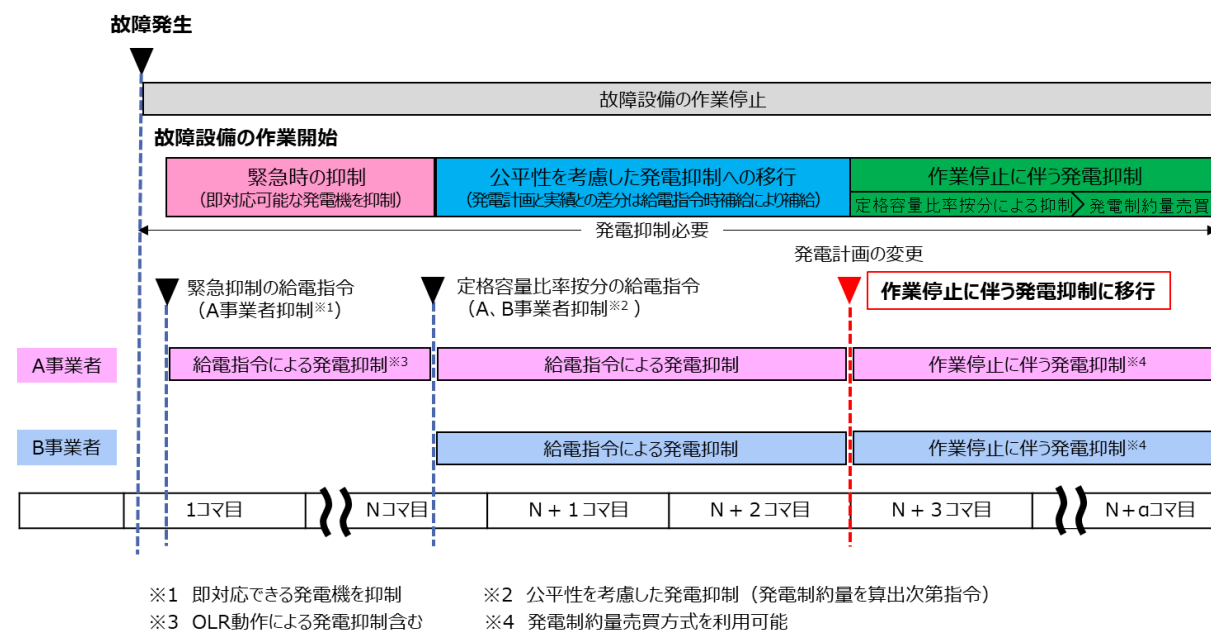 故障発生
故障設備の作業停止
故障設備の作業開始
緊急時の抑制
(即対応可能な発電機を抑制)
公平性を考慮した発電抑制への移行
(発電計画と実績との差分は給電指令時補給により補給)
作業停止に伴う発電抑制
定格容量比率按分による抑制 発電制約量売買
発電抑制必要
発電計画の変更
緊急抑制の給電指令
(A事業者抑制※1)
定格容量比率按分の給電指令
(A、B事業者抑制※2 )
作業停止に伴う発電抑制に移行
A事業者
給電指令による発電抑制※3
給電指令による発電抑制
作業停止に伴う発電抑制※4
B事業者
給電指令による発電抑制
作業停止に伴う発電抑制※4
1コマ目
Nコマ目
N + 1コマ目
N + 2コマ目
N + 3コマ目
N+αコマ目
※1 即対応できる発電機を抑制
※2 公平性を考慮した発電抑制(発電制約量を算出次第指令)
※3 OLR動作による発電抑制含む
※4 発電制約量売買方式を利用可能